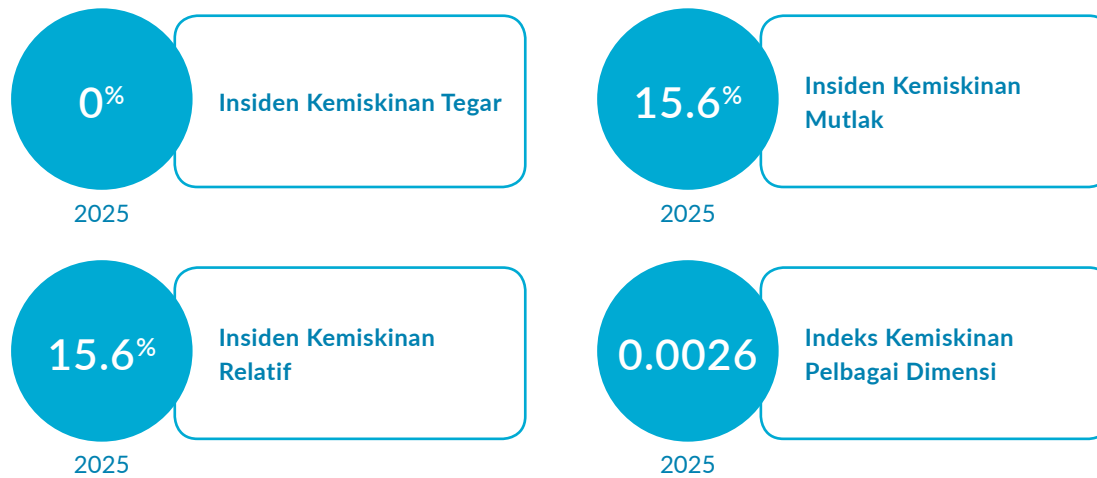 0%
Insiden Kemiskinan Tegar
2025
15.6%
Insiden Kemiskinan
Mutlak
2025
15.6%
Insiden Kemiskinan
Relatif
2025
0.0026
Indeks Kemiskinan
Pelbagai Dimensi
2025